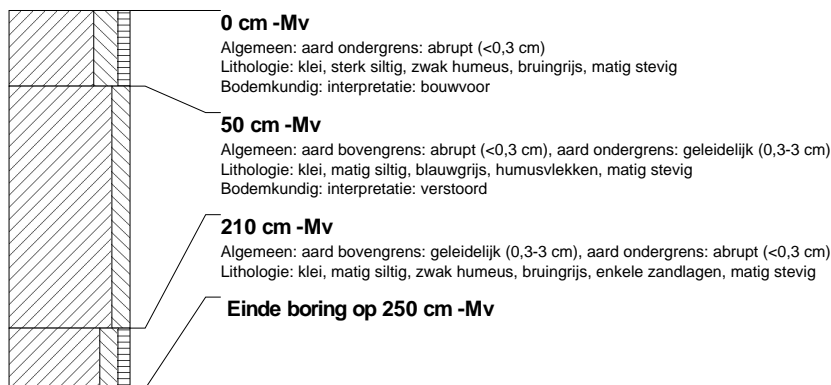 0 cm -Mv
Algemeen: aard ondergrens: abrupt (<0,3 cm)
Lithologie: klei, sterk siltig, zwak humeus, bruingrijs, matig stevig
Bodemkundig: interpretatie: bouwvoor
50 cm -Mv
Algemeen: aard bovengrens: abrupt (<0,3 cm), aard ondergrens: geleidelijk (0,3-3 cm)
Lithologie: klei, matig siltig, blauwgrijs, humusvlekken, matig stevig
Bodemkundig: interpretatie: verstoord
210 cm -Mv
Algemeen: aard bovengrens: geleidelijk (0,3-3 cm), aard ondergrens: abrupt (<0,3 cm)
Lithologie: klei, matig siltig, zwak humeus, bruingrijs, enkele zandlagen, matig stevig
Einde boring op 250 cm -Mv